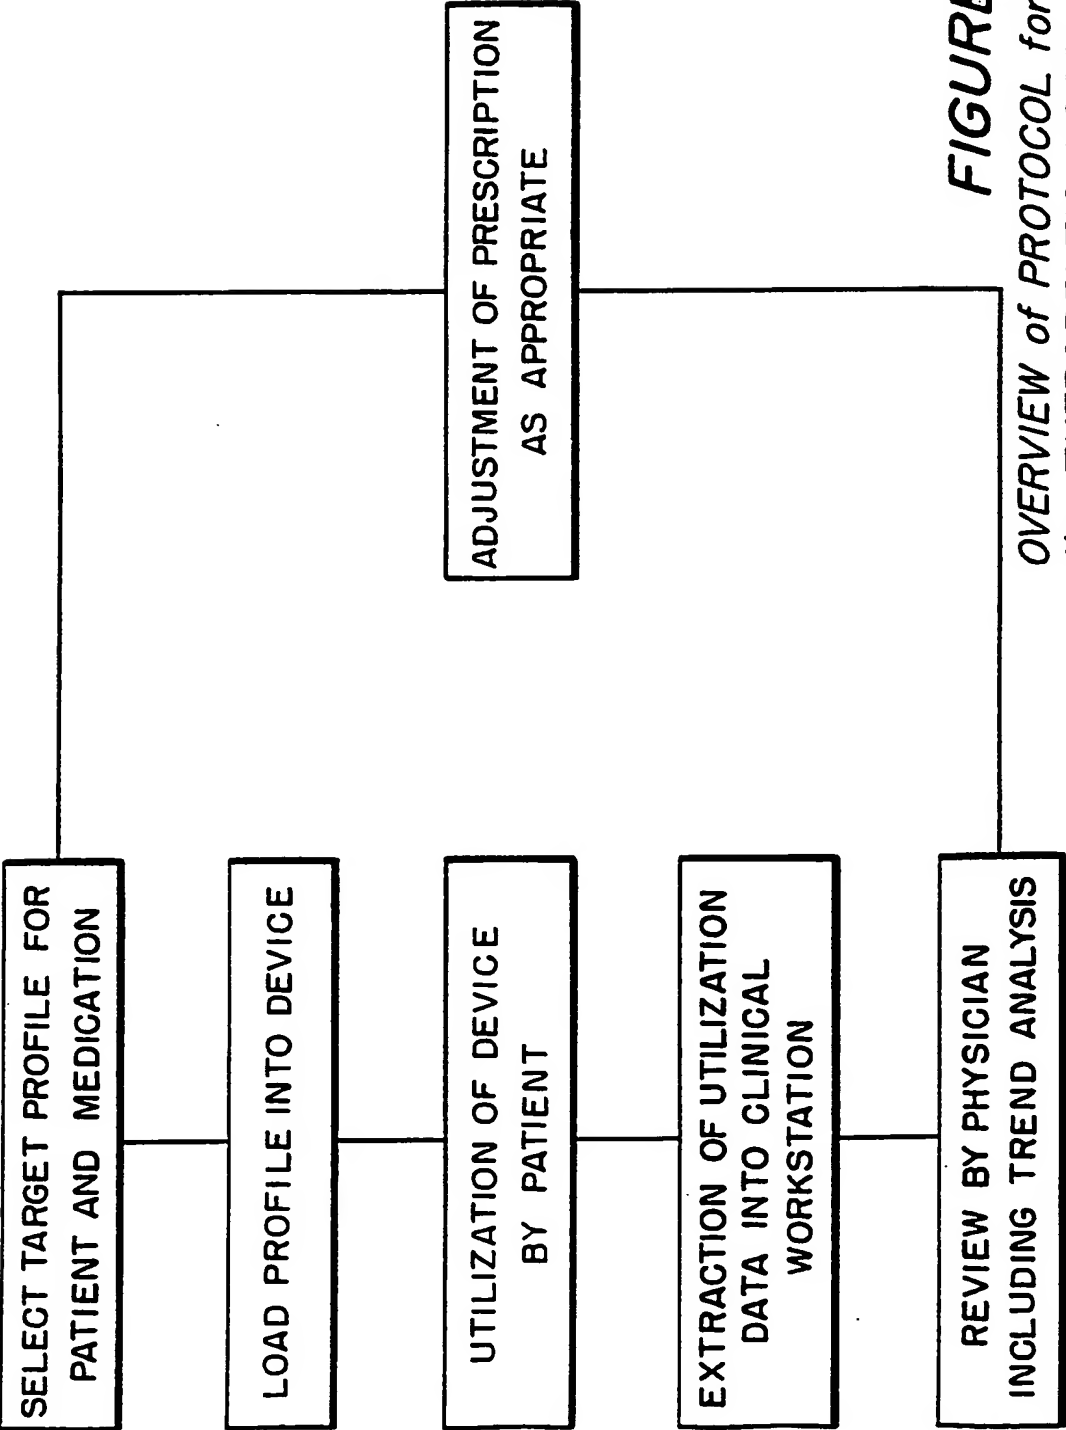 SELECT TARGET PROFILE FOR
PATIENT AND MEDICATION
LOAD PROFILE INTO DEVICE
UTILIZATION OF DEVICE
BY PATIENT
EXTRACTION OF UTILIZATION
DATA INTO CLINICAL
WORKSTATION
REVIEW BY PHYSICIAN
INCLUDING TREND ANALYSIS
ADJUSTMENT OF PRESCRIPTION
AS APPROPRIATE
FIGURE
OVERVIEW of PROTOCOL for